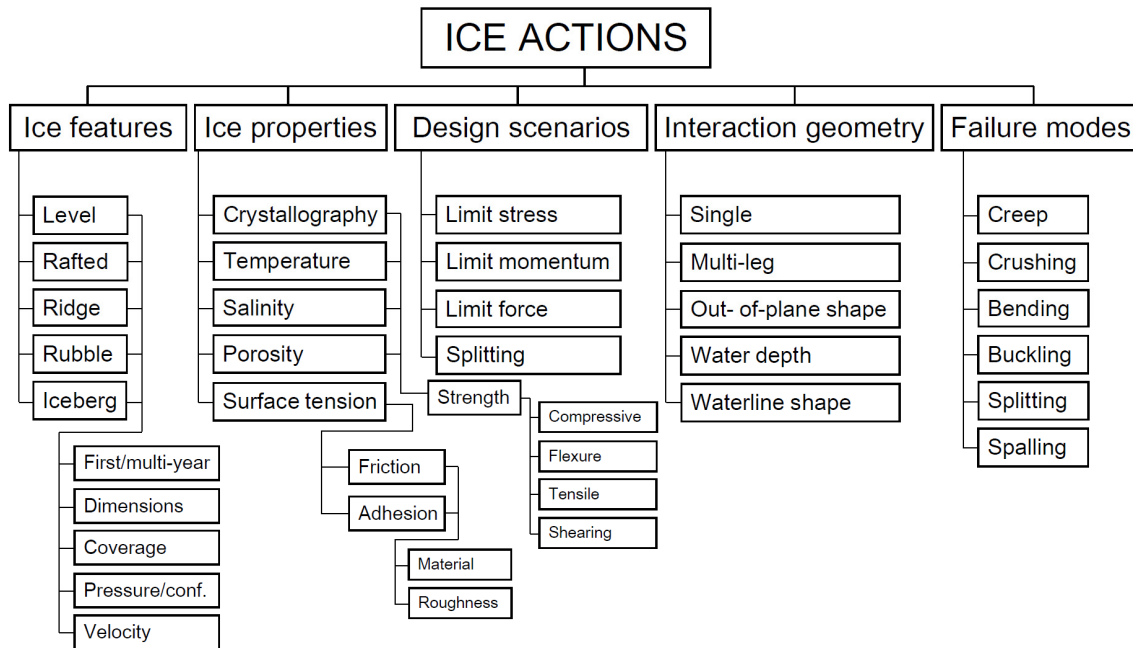 ICE ACTIONS
Ice features
Ice properties
Design scenarios
Interaction geometry
Failure modes
Level
Rafted
Ridge
Rubble
Iceberg
First/multi-year
Dimensions
Coverage
Pressure/conf.
Velocity
Crystallography
Temperature
Salinity
Porosity
Surface tension
Friction
Adhesion
Material
Roughness
Strength
Compressive
Flexure
Tensile
Shearing
Limit stress
Limit momentum
Limit force
Splitting
Single
Multi-leg
Out- of-plane shape
Water depth
Waterline shape
Creep
Crushing
Bending
Buckling
Splitting
Spalling